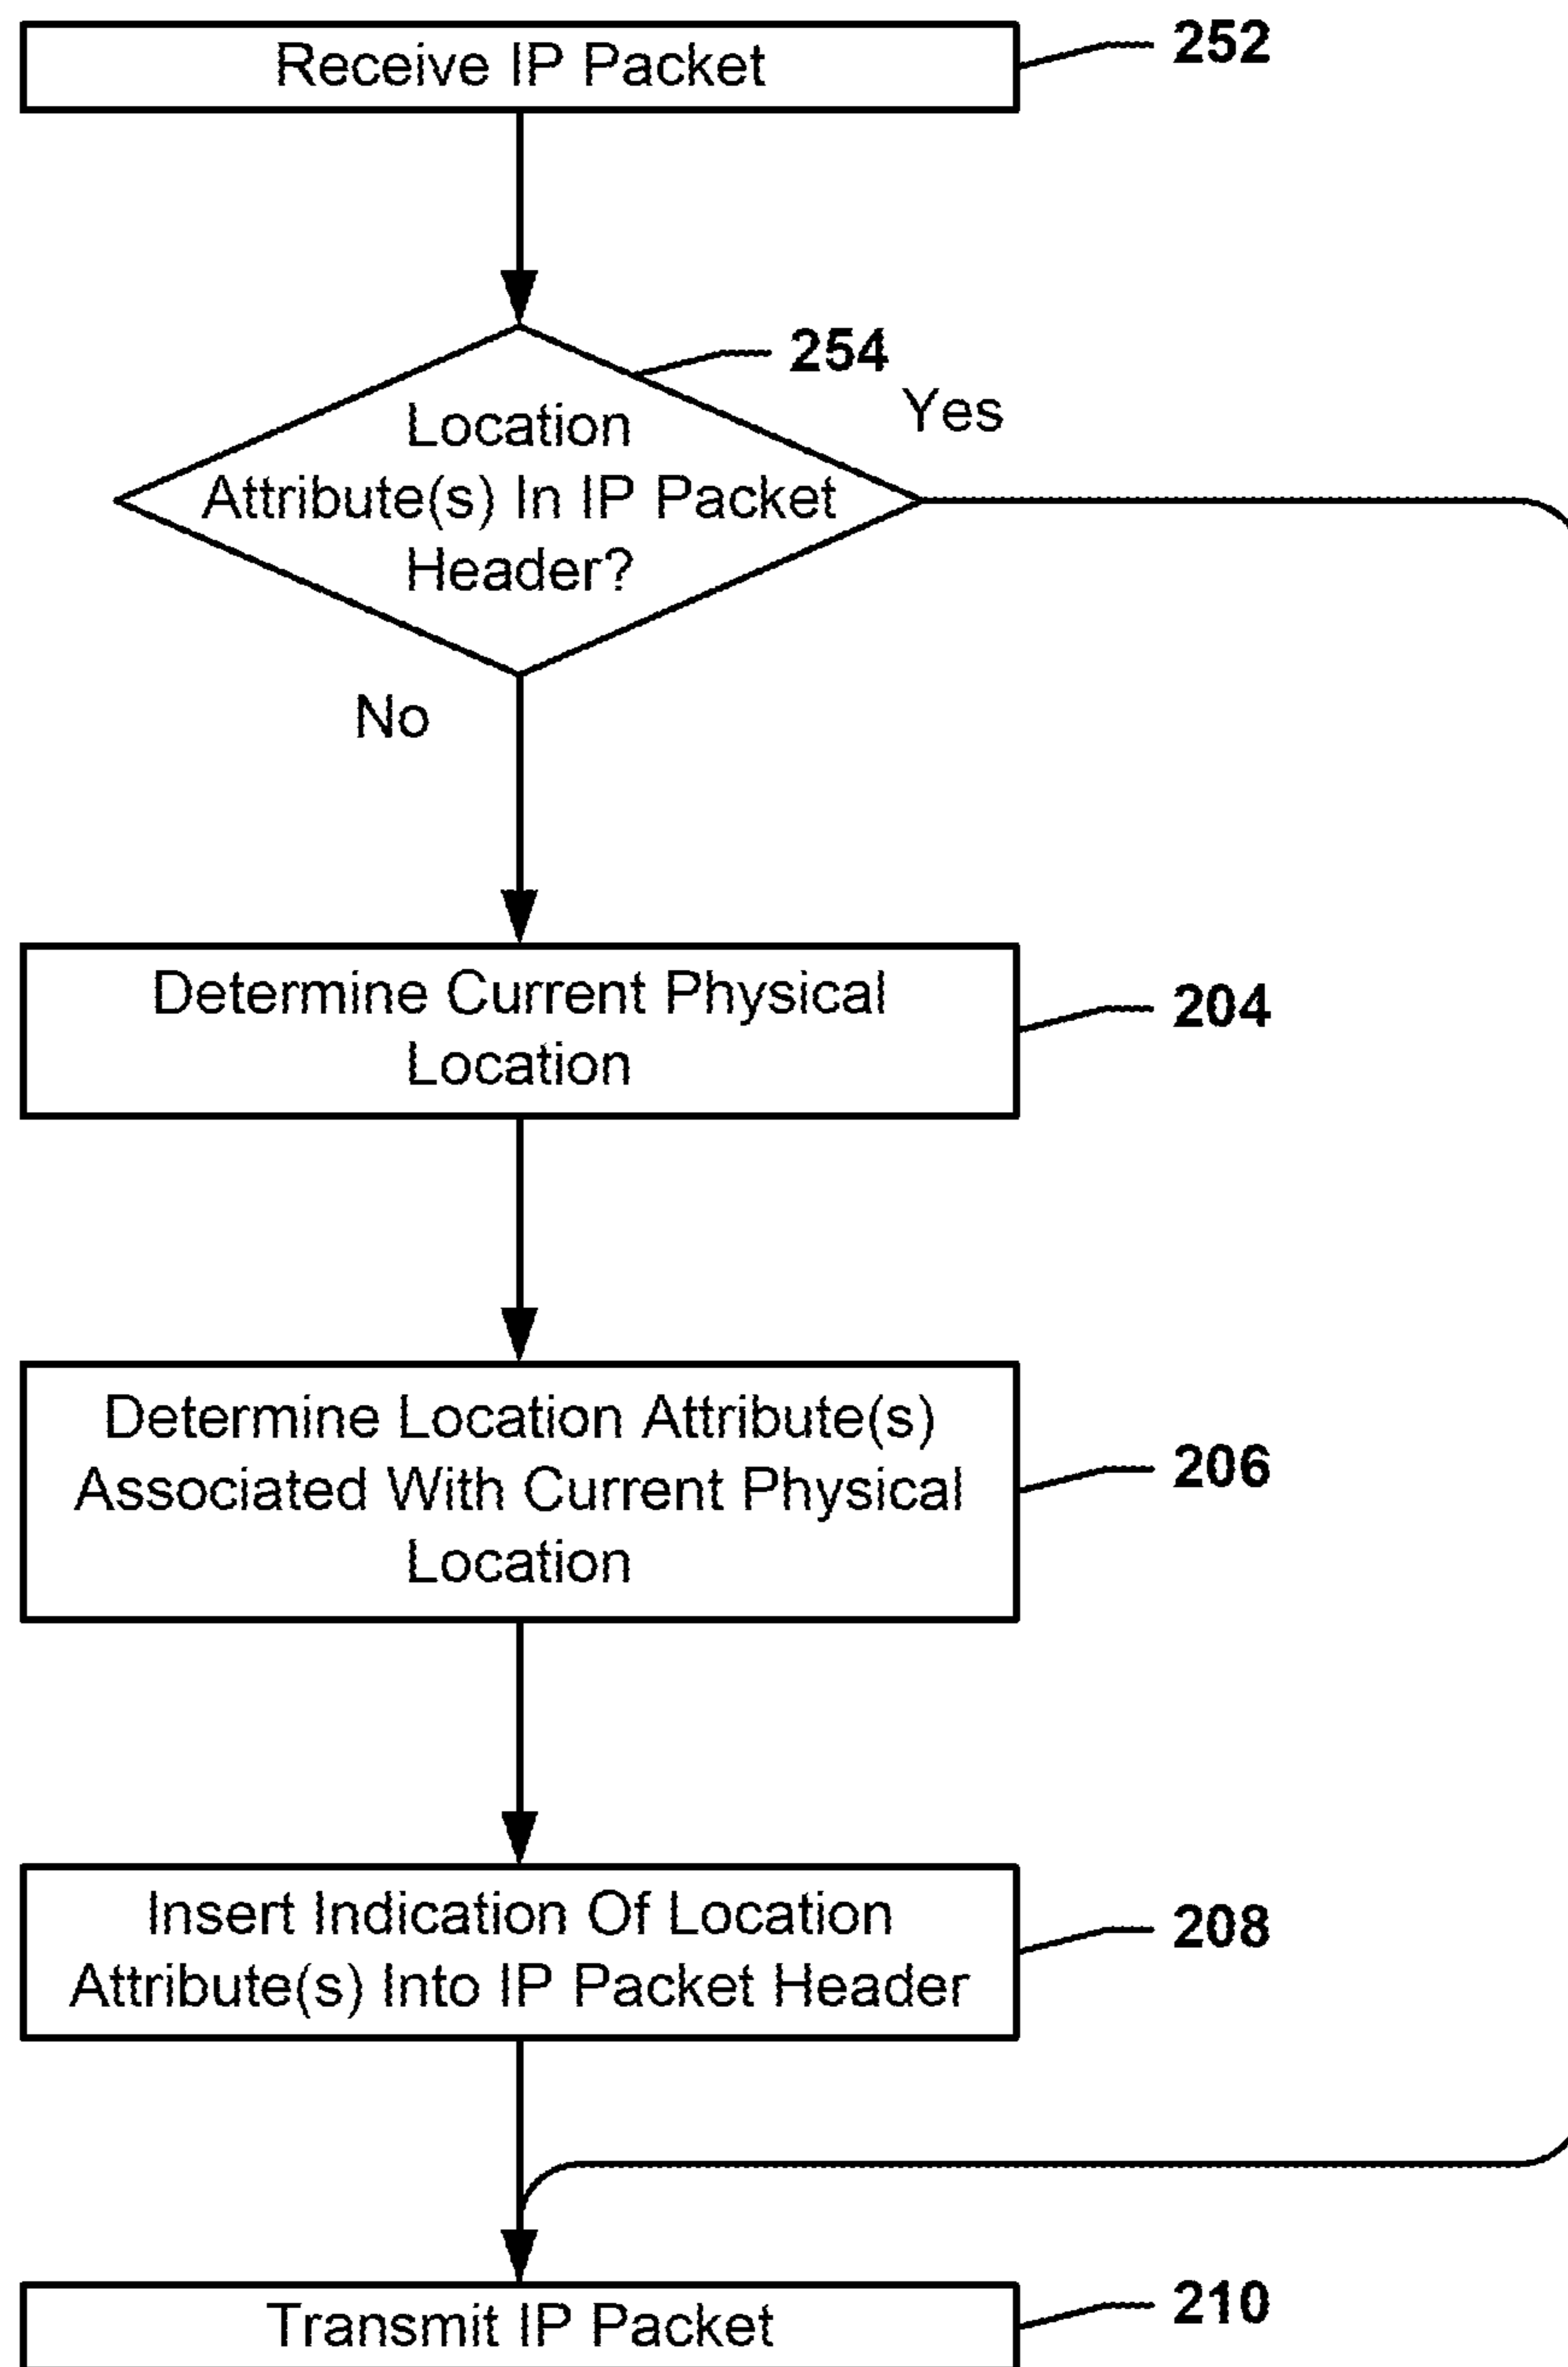 Receive IP Packet
252
254
Yes
Location
Attribute(s) In IP Packet
Header?
No
Determine Current Physical
Location
204
Determine Location Attribute(s)
Associated With Current Physical
Location
206
Insert Indication Of Location
Attribute(s) Into IP Packet Header
208
Transmit IP Packet
210